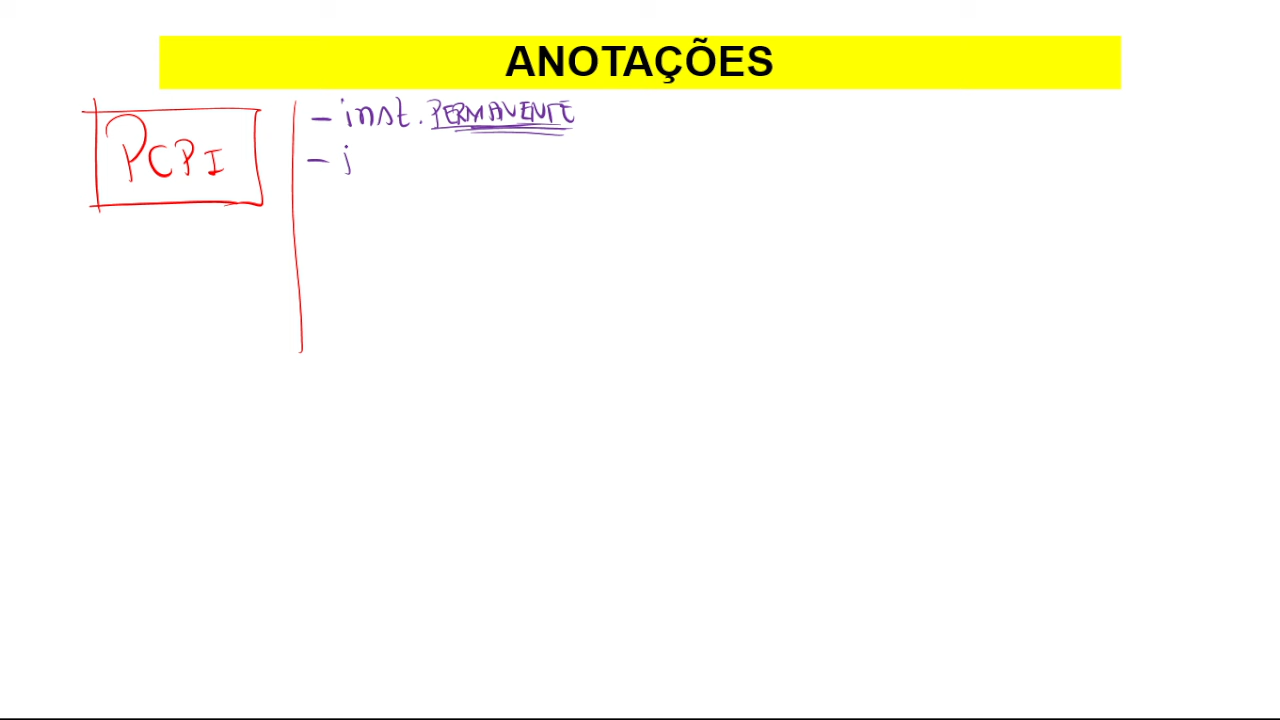 ANOTAÇÕES
PCPI
- inst. PERMANENTE
- j